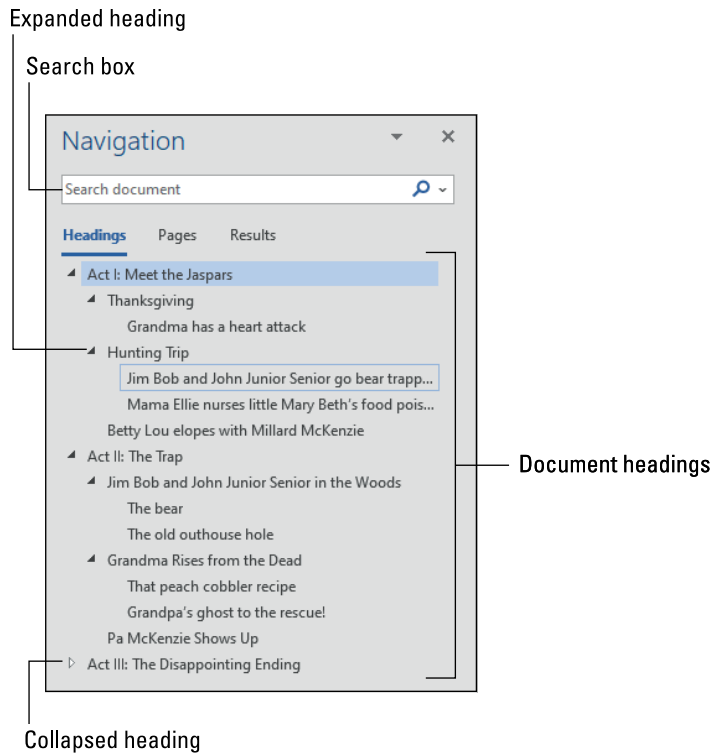 Expanded heading
Search box
Navigation
Search document
Headings Pages Results
Act I: Meet the Jaspars
Thanksgiving
Grandma has a heart attack
Hunting Trip
Jim Bob and John Junior Senior go bear trapp...
Mama Ellie nurses little Mary Beth's food pois...
Betty Lou elopes with Millard McKenzie
Act II: The Trap
Document headings
Jim Bob and John Junior Senior in the Woods
The bear
The old outhouse hole
Grandma Rises from the Dead
That peach cobbler recipe
Grandpa's ghost to the rescue!
Pa McKenzie Shows Up
Act III: The Disappointing Ending
Collapsed heading